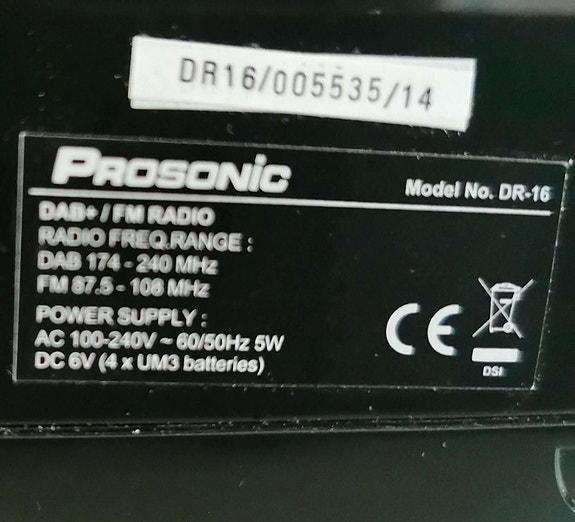 DR16/005535/14
PROSONIC
Model No. DR-16
DAB+ / FM RADIO
RADIO FREQ.RANGE :
DAB 174 - 240 MHz
FM 87.5 - 108 MHz
POWER SUPPLY :
AC 100-240V ~ 60/50Hz 5W
DC 6V (4 x UM3 batteries)
CE
DSI